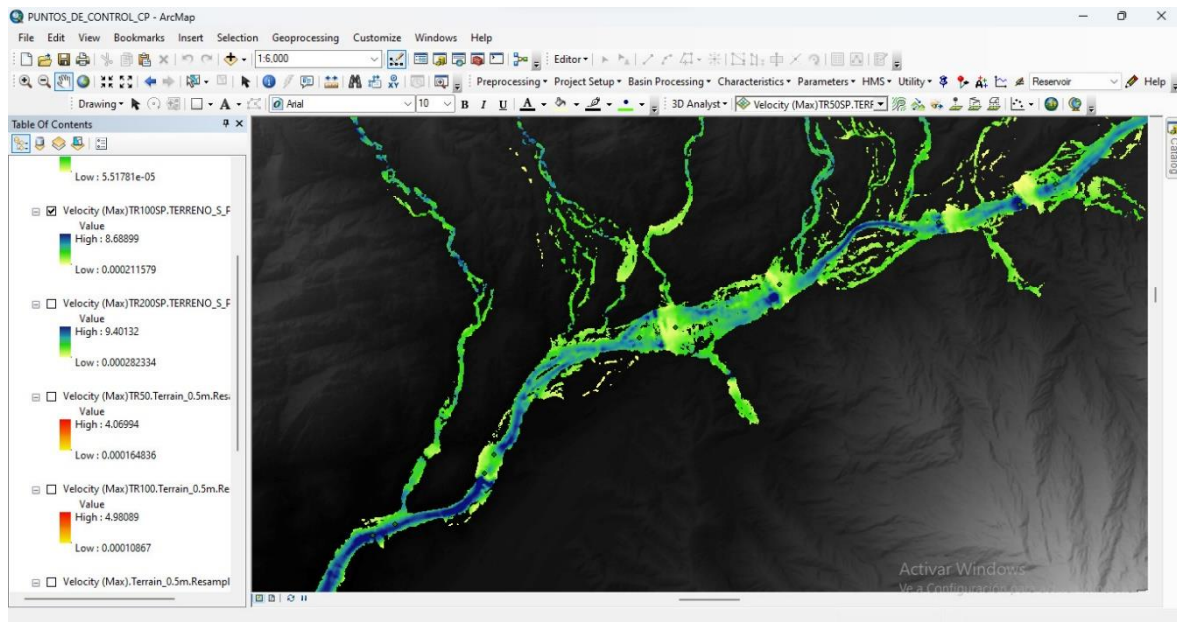 PUNTOS_DE_CONTROL_CP - ArcMap
File Edit View Bookmarks Insert Selection Geoprocessing Customize Windows Help
1:6,000 Editor
Preprocessing Project Setup Basin Processing Characteristics Parameters HMS Utility Reservoir Help
Drawing A Arial 10 B I U A 3D Analyst Velocity (Max)TR50SP.TERF
Table Of Contents
Catalog
Low : 5.51781e-05
Velocity (Max)TR100SP.TERRENO_S_F
Value
High : 8.68899
Low : 0.000211579
Velocity (Max)TR200SP.TERRENO_S_F
Value
High : 9.40132
Low : 0.000282334
Velocity (Max)TR50.Terrain_0.5m.Res
Value
High : 4.06994
Low : 0.000164836
Velocity (Max)TR100.Terrain_0.5m.Re
Value
High : 4.98089
Low : 0.00010867
Velocity (Max).Terrain_0.5m.Resampl
Activar Windows
Ve a Configuración para